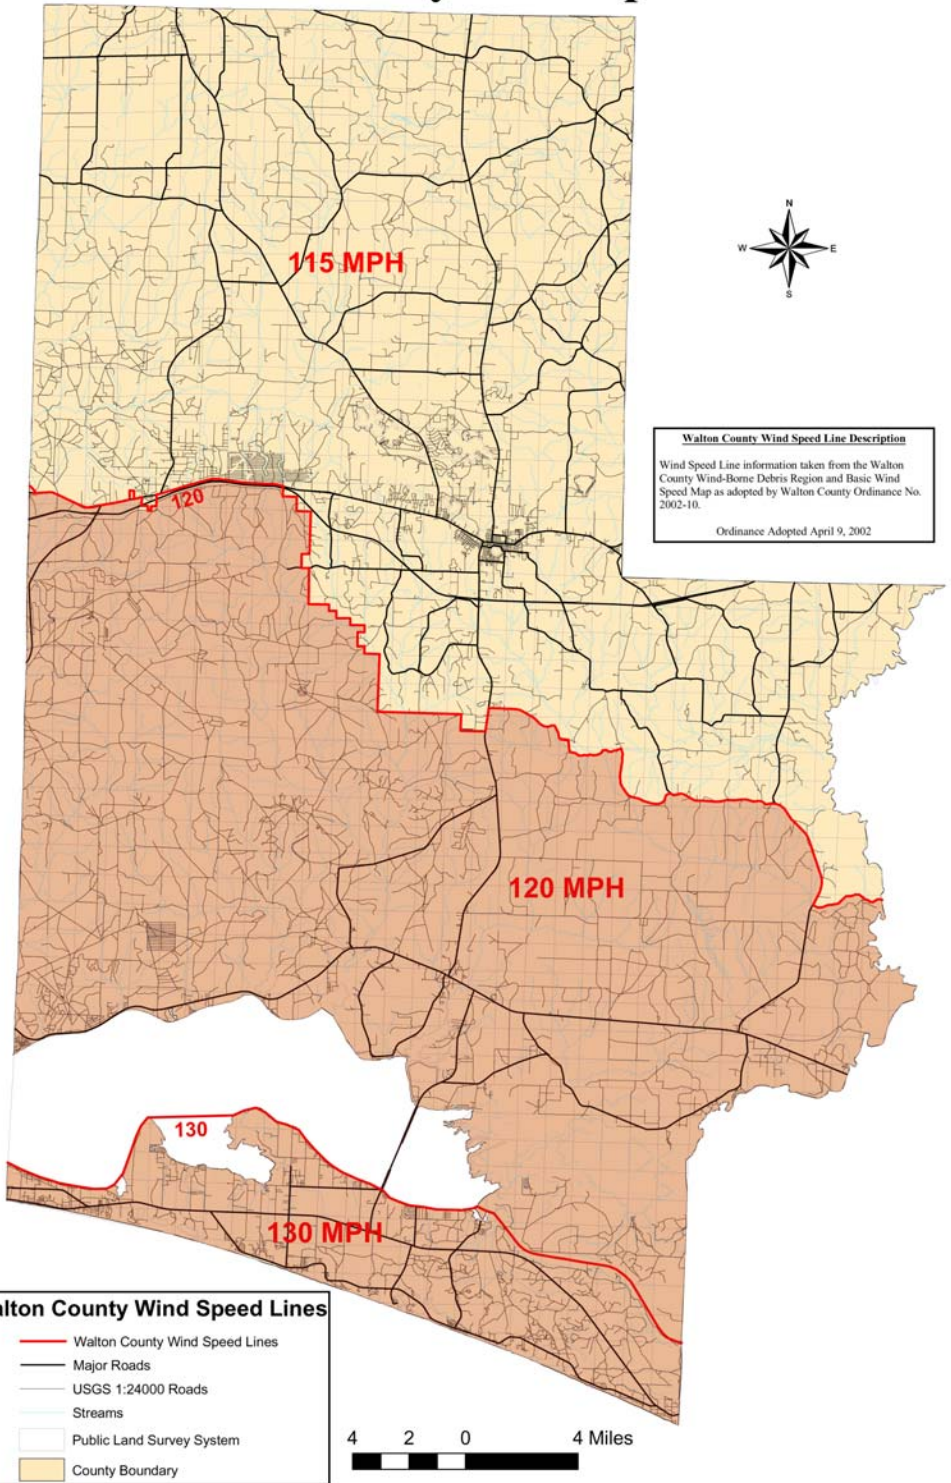 N
W E
S
115 MPH
Walton County Wind Speed Line Description
Wind Speed Line information taken from the Walton
County Wind-Borne Debris Region and Basic Wind
Speed Map as adopted by Walton County Ordinance No.
2002-10.
Ordinance Adopted April 9, 2002
120
120 MPH
130
130 MPH
alton County Wind Speed Lines
Walton County Wind Speed Lines
Major Roads
USGS 1:24000 Roads
Streams
Public Land Survey System
County Boundary
4 2 0 4 Miles